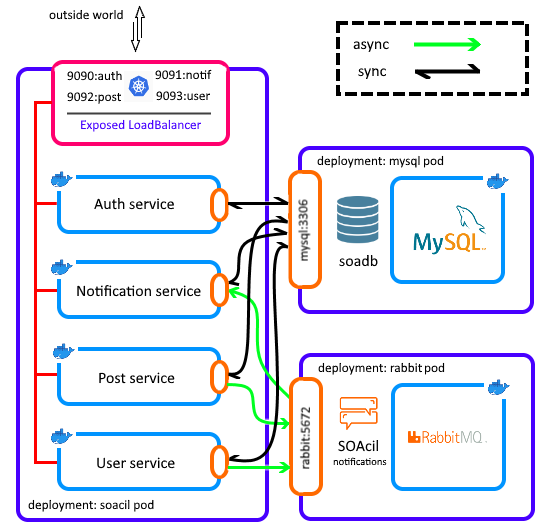 outside world
async
sync
9090:auth
9091:notif
9092:post
9093:user
Exposed LoadBalancer
deployment: mysql pod
Auth service
mysql:3306
soadb
MySQL
Notification service
deployment: rabbit pod
Post service
rabbit:5672
SOAcil
notifications
RabbitMQ
User service
deployment: soacil pod